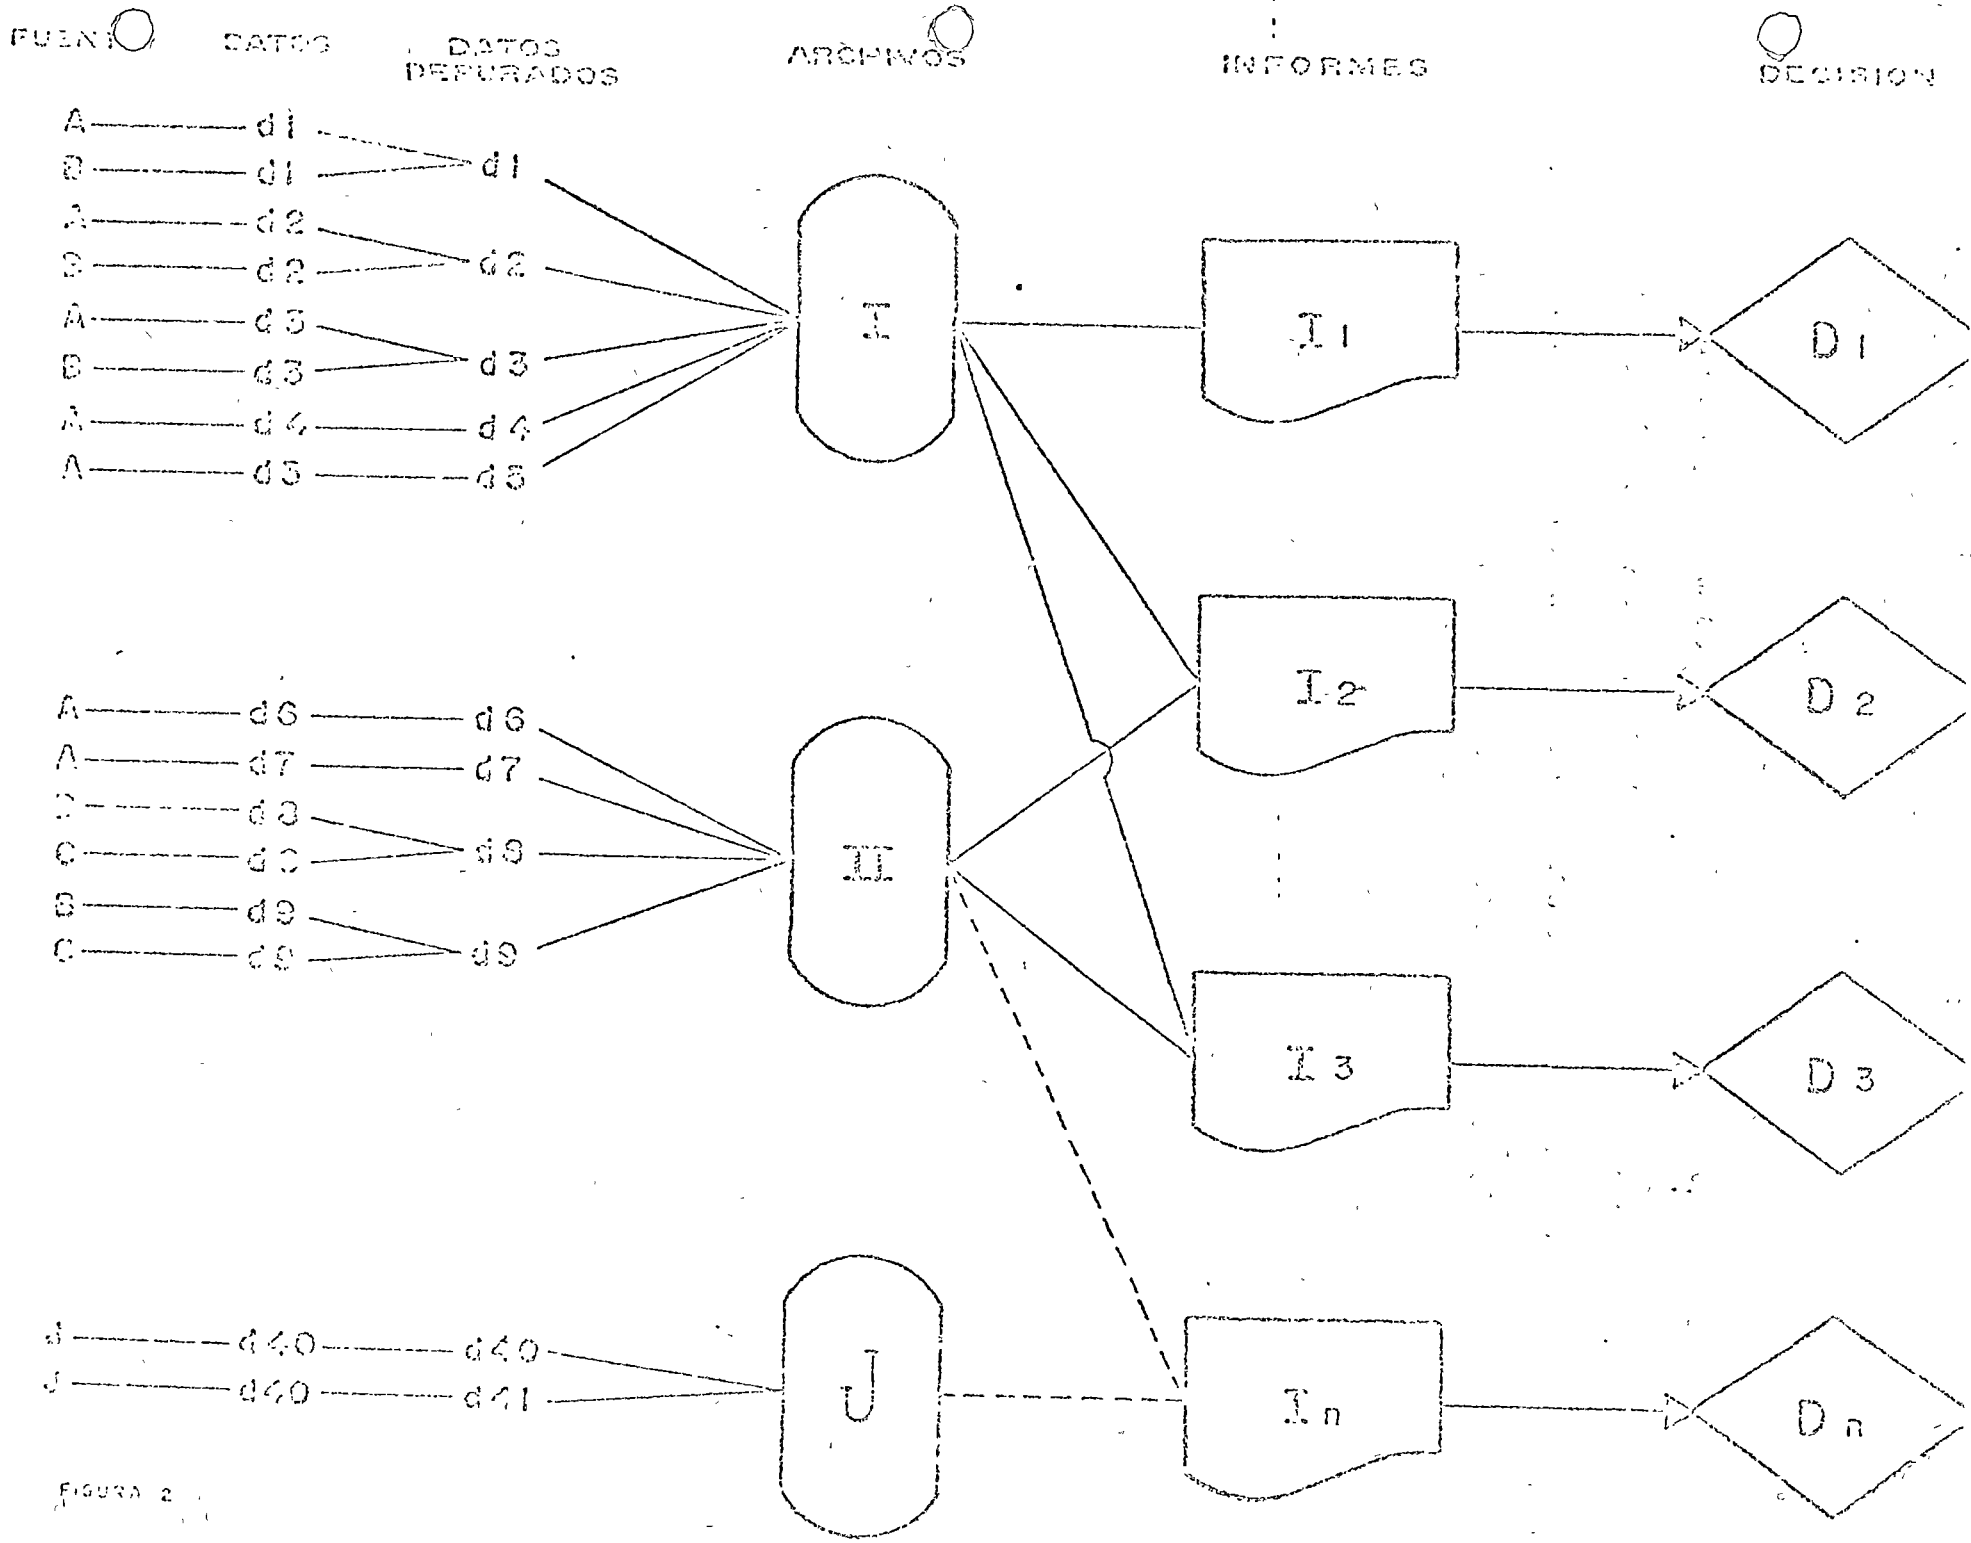 DATOS
DATOS DEPURADOS
ARCHIVOS
INFORMES
DECISION
A d1
B d1
d1
A d2
B d2
d2
A d3
B d3
d3
A d4 d4
A d5 d5
I
I1
D1
A d6 d6
A d7 d7
d8
C
d8
B d9
C d9
d9
II
I2
D2
I3
D3
J d40 d40
J d40 d41
J
In
Dn
FIGURA 2